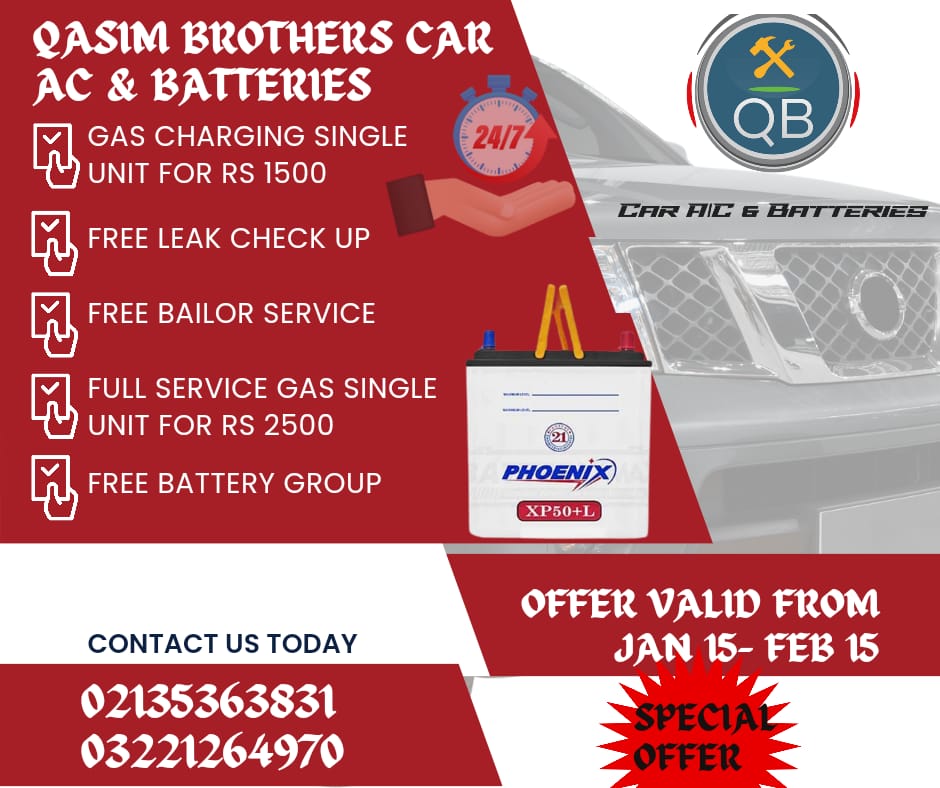 QASIM BROTHERS CAR
AC & BATTERIES
GAS CHARGING SINGLE
UNIT FOR RS 1500
FREE LEAK CHECK UP
FREE BAILOR SERVICE
FULL SERVICE GAS SINGLE
UNIT FOR RS 2500
FREE BATTERY GROUP
24/7
QB
Car A/C & Batteries
MAXIMUM LEVEL
21
PHOENIX
XP50+L
OFFER VALID FROM
JAN 15- FEB 15
CONTACT US TODAY
02135363831
03221264970
SPECIAL
OFFER